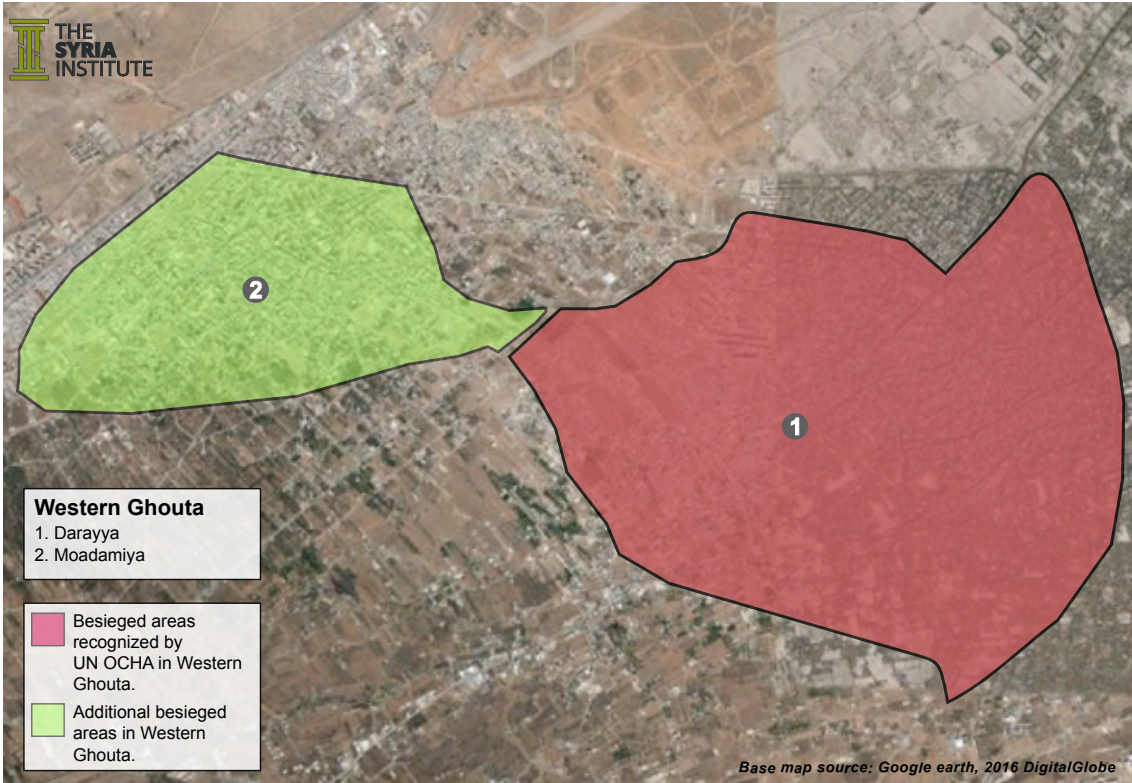 THE
SYRIA
INSTITUTE
2
1
Western Ghouta
1. Darayya
2. Moadamiya
Besieged areas
recognized by
UN OCHA in Western
Ghouta.
Additional besieged
areas in Western
Ghouta.
Base map source: Google earth, 2016 DigitalGlobe